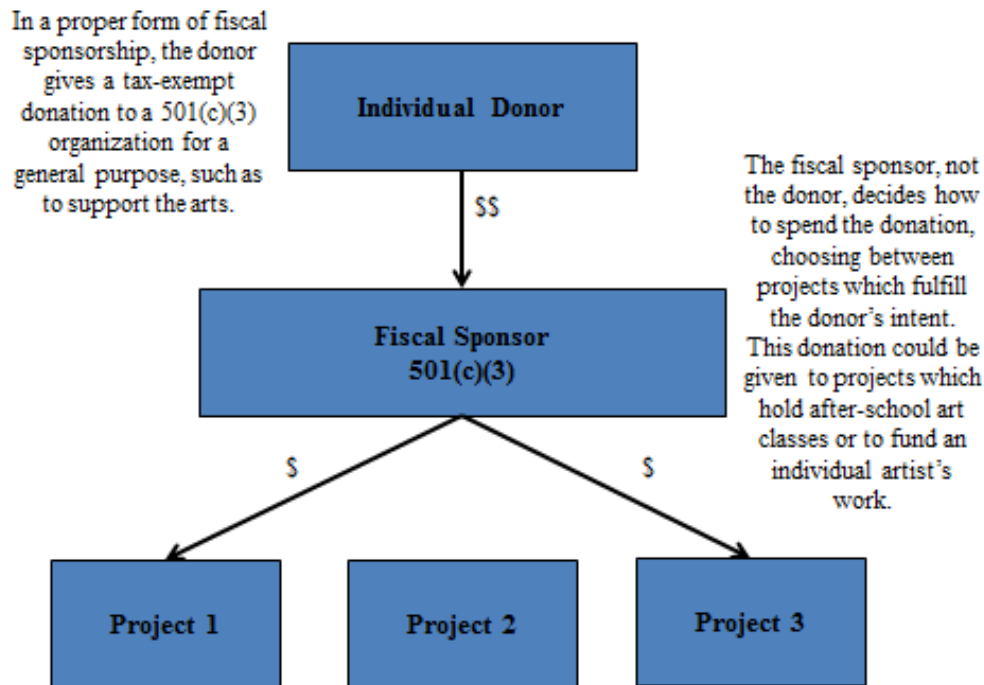 In a proper form of fiscal
sponsorship, the donor
gives a tax-exempt
donation to a 501(c)(3)
organization for a
general purpose, such as
to support the arts.
Individual Donor
$$
The fiscal sponsor, not
the donor, decides how
to spend the donation,
choosing between
projects which fulfill
the donor’s intent.
This donation could be
given to projects which
hold after-school art
classes or to fund an
individual artist’s
work.
Fiscal Sponsor
501(c)(3)
$
$
Project 1
Project 2
Project 3